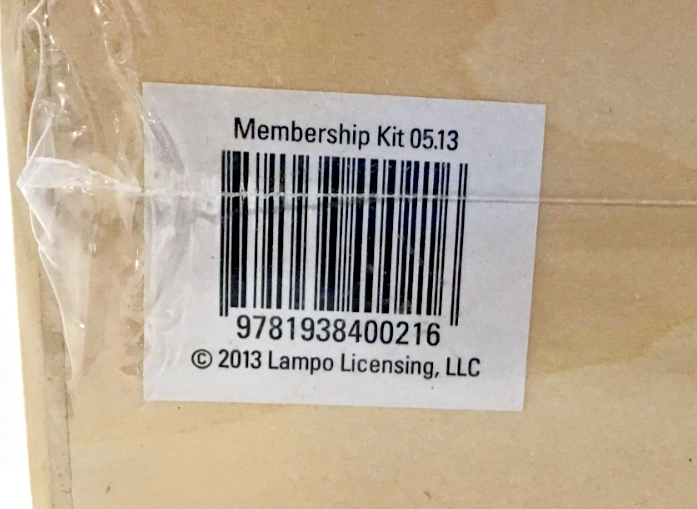 Membership Kit 05.13
9781938400216
© 2013 Lampo Licensing, LLC